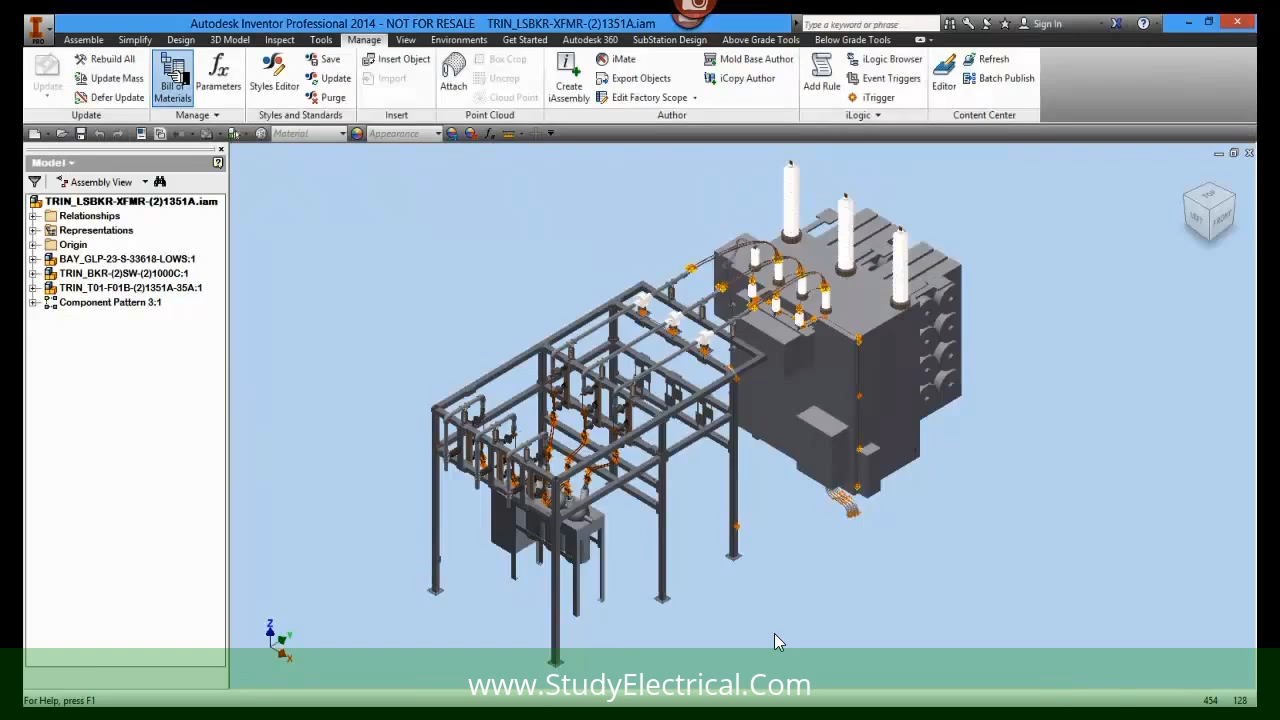 Autodesk Inventor Professional 2014 - NOT FOR RESALE TRIN_LSBKR-XFMR-(2)1351A.iam
Type a keyword or phrase
Sign In
PRO
Assemble Simplify Design 3D Model Inspect Tools Manage View Environments Get Started Autodesk 360 SubStation Design Above Grade Tools Below Grade Tools
Update
Rebuild All
Update Mass
Defer Update
Update
Bill of Materials
fx
Parameters
Manage
Styles Editor
Save
Update
Purge
Styles and Standards
Insert Object
Import
Insert
Attach
Box Crop
Uncrop
Cloud Point
Point Cloud
Create iAssembly
iMate
Export Objects
Edit Factory Scope
Mold Base Author
iCopy Author
Author
Add Rule
iLogic Browser
Event Triggers
iTrigger
iLogic
Editor
Refresh
Batch Publish
Content Center
Material
Appearance
Model
Assembly View
TRIN_LSBKR-XFMR-(2)1351A.iam
Relationships
Representations
Origin
BAY_GLP-23-S-33618-LOWS:1
TRIN_BKR-(2)SW-(2)1000C:1
TRIN_T01-F01B-(2)1351A-35A:1
Component Pattern 3:1
TOP
LEFT
FRONT
Z
Y
X
www.StudyElectrical.Com
For Help, press F1
454 128